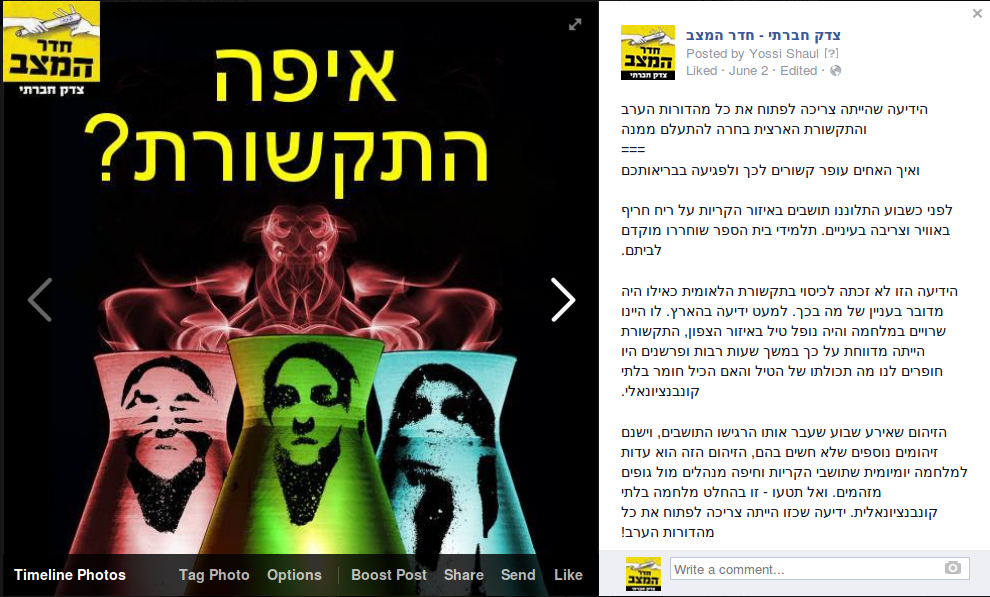 חדר
המצב
צדק חברתי
איפה
התקשורת?
Timeline Photos
Tag Photo
Options
Boost Post
Share
Send
Like
צדק חברתי - חדר המצב
Posted by Yossi Shaul [?]
Liked · June 2 · Edited ·
הידיעה שהייתה צריכה לפתוח את כל מהדורות הערב
והתקשורת הארצית בחרה להתעלם ממנה
===
ואיך האחים עופר קשורים לכך ולפגיעה בבריאותכם
לפני כשבוע התלוננו תושבים באיזור הקריות על ריח חריף
באוויר וצריבה בעיניים. תלמידי בית הספר שוחררו מוקדם
לביתם.
הידיעה הזו לא זכתה לכיסוי בתקשורת הלאומית כאילו היה
מדובר בעניין של מה בכך. למעט ידיעה בהארץ. לו היינו
שרויים במלחמה והיה נופל טיל באיזור הצפון, התקשורת
הייתה מדווחת על כך במשך שעות רבות ופרשנים היו
חופרים לנו מה תכולתו של הטיל והאם הכיל חומר בלתי
קונבנציונאלי.
הזיהום שאירע שבוע שעבר אותו הרגישו התושבים, וישנם
זיהומים נוספים שלא חשים בהם, הזיהום הזה הוא עדות
למלחמה יומיומית שתושבי הקריות וחיפה מנהלים מול גופים
מזהמים. ואל תטעו - זו בהחלט מלחמה בלתי
קונבנציונאלית. ידיעה שכזו הייתה צריכה לפתוח את כל
מהדורות הערב!
חדר
המצב
צדק חברתי
Write a comment...